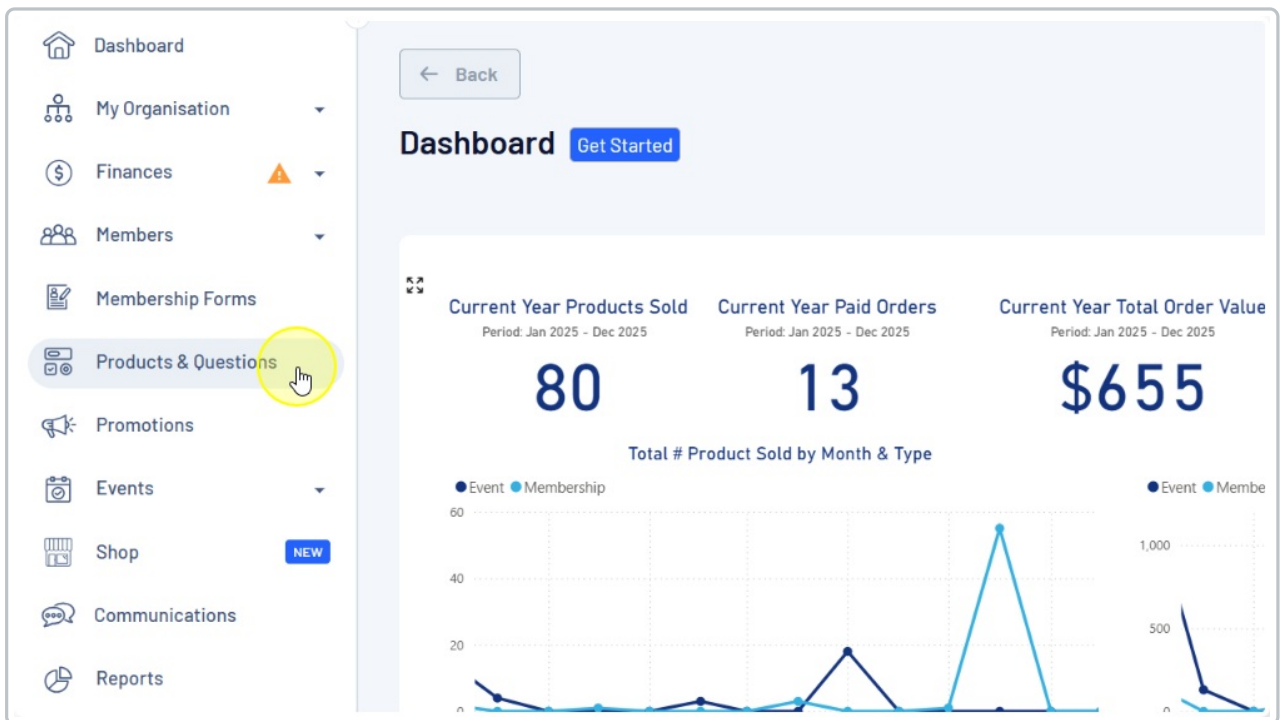 Dashboard
My Organisation
Finances
Members
Membership Forms
Products & Questions
Promotions
Events
Shop NEW
Communications
Reports
Back
Dashboard Get Started
Current Year Products Sold
Period: Jan 2025 - Dec 2025
80
Current Year Paid Orders
Period: Jan 2025 - Dec 2025
13
Current Year Total Order Value
Period: Jan 2025 - Dec 2025
$655
Total # Product Sold by Month & Type
Event Membership
60
40
20
0
Event Membe
1,000
500
0